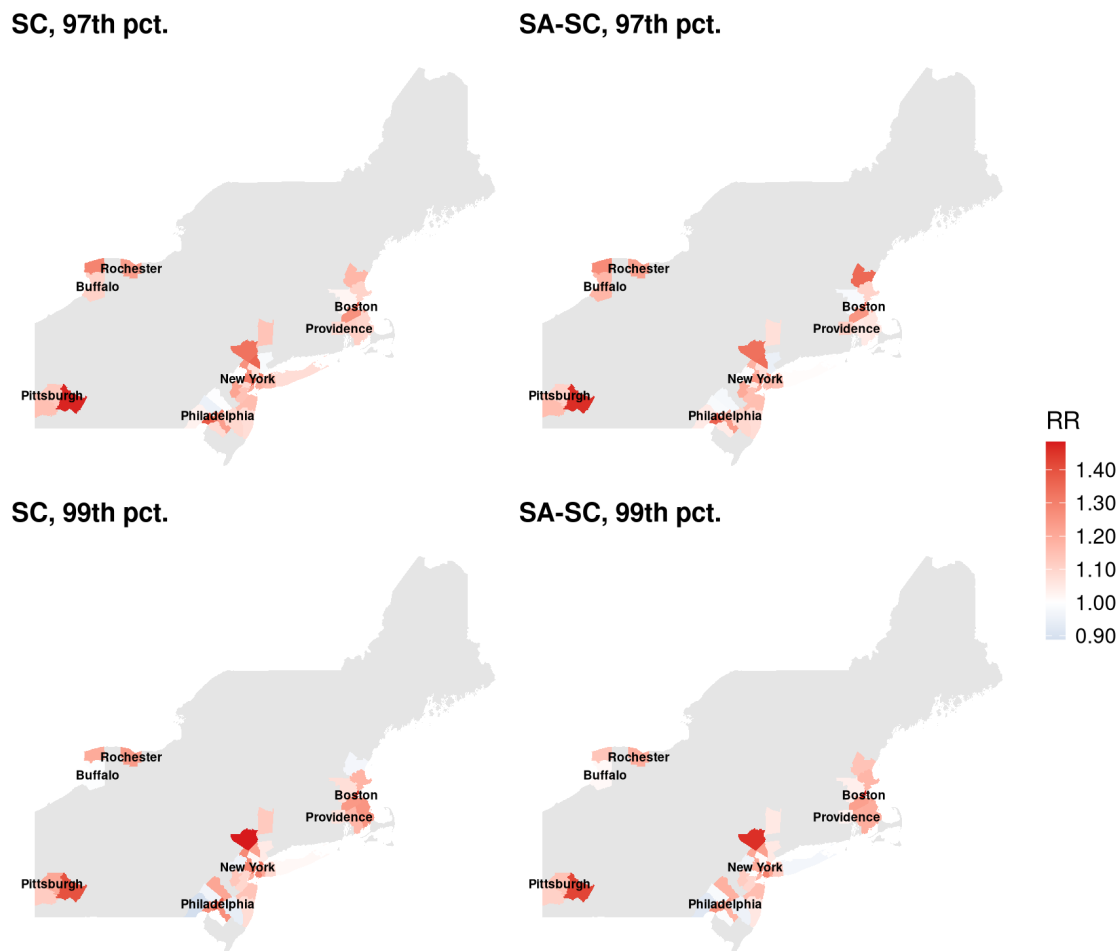 SC, 97th pct.
SA-SC, 97th pct.
Rochester
Buffalo
Boston
Providence
New York
Pittsburgh
Philadelphia
Rochester
Buffalo
Boston
Providence
New York
Pittsburgh
Philadelphia
RR
1.40
1.30
1.20
1.10
1.00
0.90
SC, 99th pct.
SA-SC, 99th pct.
Rochester
Buffalo
Boston
Providence
New York
Pittsburgh
Philadelphia
Rochester
Buffalo
Boston
Providence
New York
Pittsburgh
Philadelphia